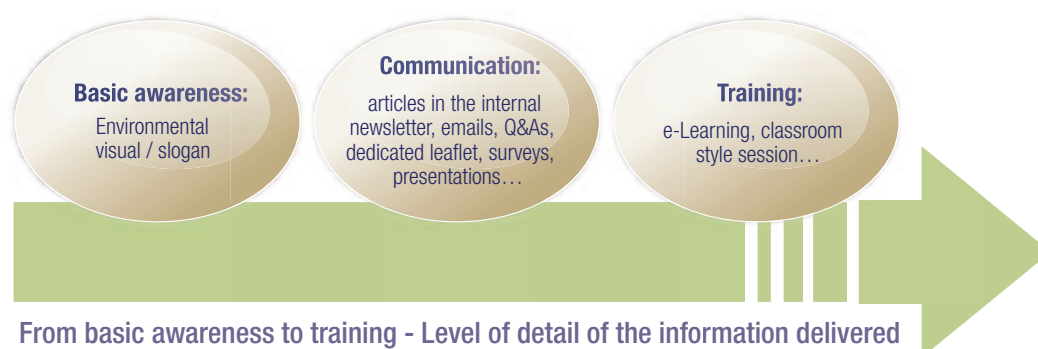 Basic awareness:
Environmental
visual / slogan
Communication:
articles in the internal
newsletter, emails, Q&As,
dedicated leaflet, surveys,
presentations…
Training:
e-Learning, classroom
style session…
From basic awareness to training - Level of detail of the information delivered